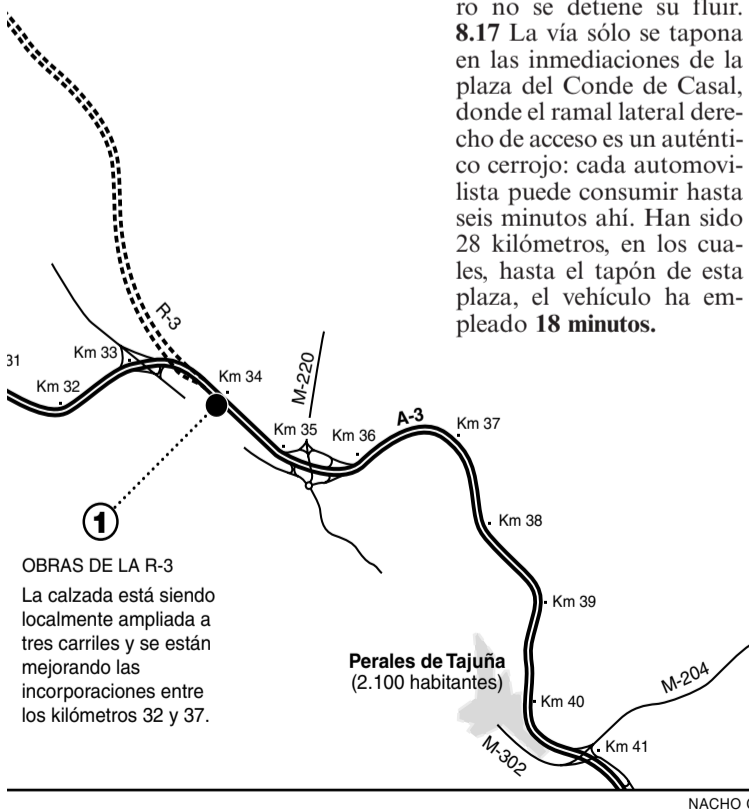 ro no se detiene su fluir.
8.17 La vía sólo se tapona
en las inmediaciones de la
plaza del Conde de Casal,
donde el ramal lateral dere-
cho de acceso es un auténti-
co cerrojo: cada automovi-
lista puede consumir hasta
seis minutos ahí. Han sido
28 kilómetros, en los cua-
les, hasta el tapón de esta
plaza, el vehículo ha em-
pleado 18 minutos.
R-3
31
Km 32
Km 33
Km 34
M-220
Km 35
Km 36
A-3
Km 37
Km 38
Km 39
Km 40
Km 41
M-204
M-302
Perales de Tajuña
(2.100 habitantes)
1
OBRAS DE LA R-3
La calzada está siendo
localmente ampliada a
tres carriles y se están
mejorando las
incorporaciones entre
los kilómetros 32 y 37.
NACHO